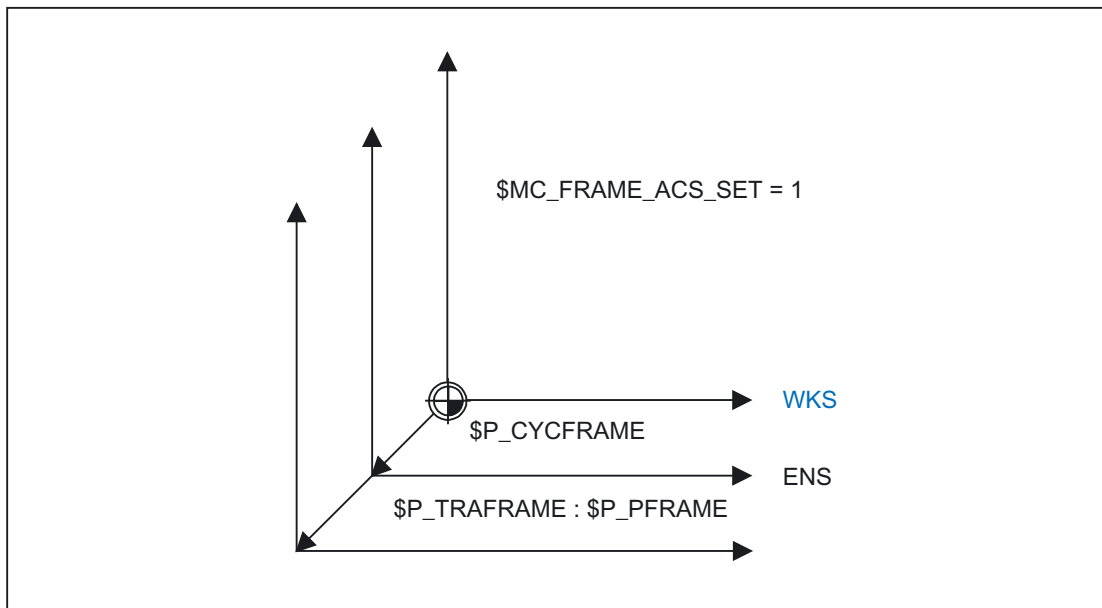 $MC_FRAME_ACS_SET = 1
WKS
$P_CYCFRAME
ENS
$P_TRAFRAME : $P_PFRAME